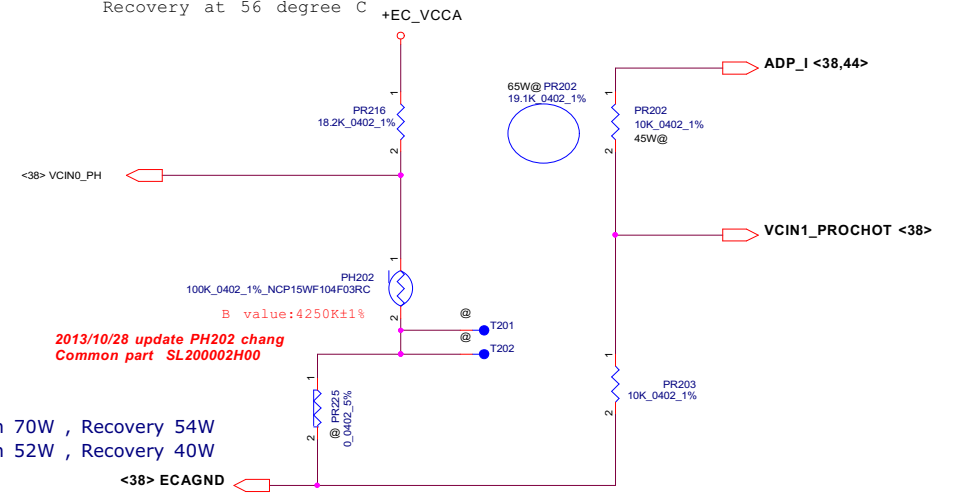 Recovery at 56 degree C
+EC_VCCA
ADP_I <38,44>
65W@ PR202
19.1K_0402_1%
1
PR216
18.2K_0402_1%
2
1
PR202
10K_0402_1%
45W@
2
<38> VCIN0_PH
VCIN1_PROCHOT <38>
1
PH202
100K_0402_1%_NCP15WF104F03RC
B value:4250K±1%
2
@
T201
@
T202
2013/10/28 update PH202 chang
Common part SL200002H00
1
@ PR225
0_0402_5%
2
1
PR203
10K_0402_1%
2
70W , Recovery 54W
52W , Recovery 40W
<38> ECAGND